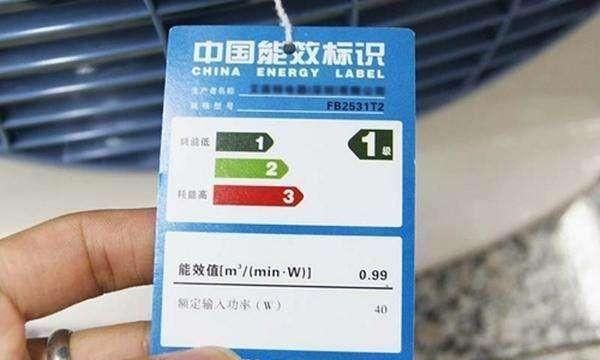 中国能效标识
CHINA ENERGY LABEL
生产者名称
规格型号 FB2531T2
耗能低 1 1级
2
耗能高 3
能效值[m³/(min·W)] 0.99
额定输入功率(W) 40